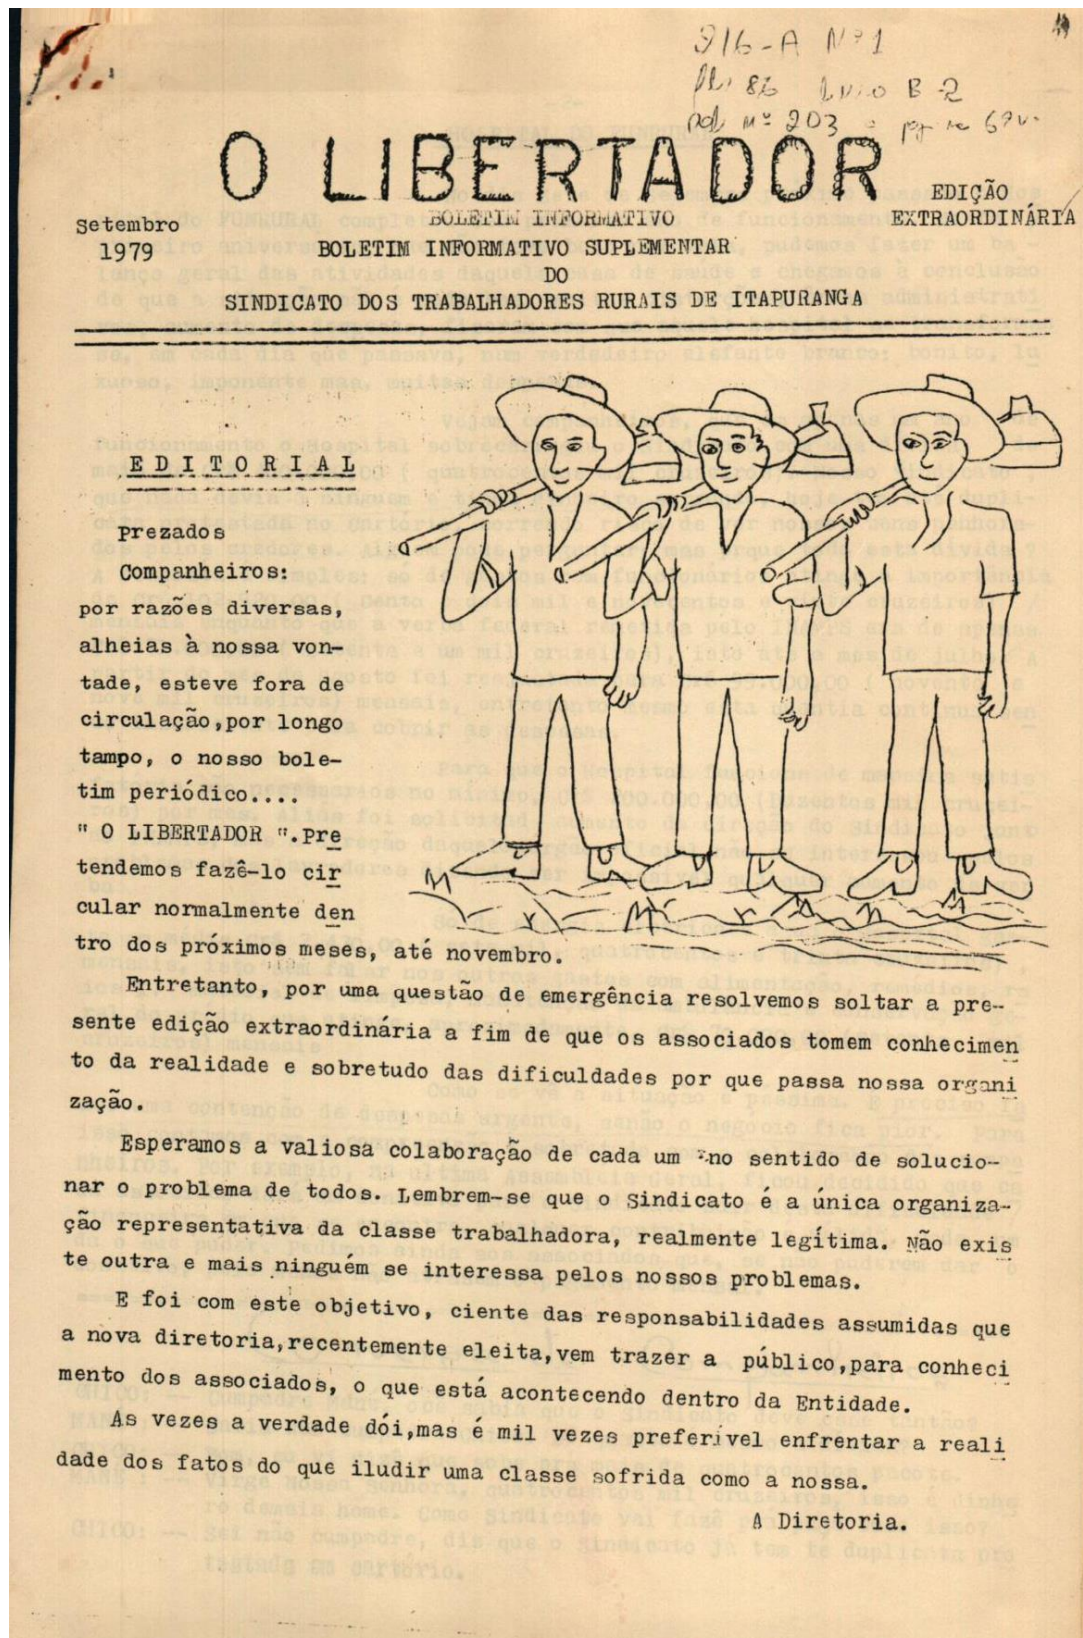 916-A Nº 1
fls 86 Livro B-2
nº 203
O LIBERTADOR
EDIÇÃO
EXTRAORDINÁRIA
Setembro
1979
BOLETIM INFORMATIVO
BOLETIM INFORMATIVO SUPLEMENTAR
DO
SINDICATO DOS TRABALHADORES RURAIS DE ITAPURANGA
EDITORIAL
Prezados
Companheiros:
por razões diversas,
alheias à nossa von-
tade, esteve fora de
circulação,por longo
tampo, o nosso bole-
tim periódico....
" O LIBERTADOR ".Pre
tendemos fazê-lo cir
cular normalmente den
tro dos próximos meses, até novembro.
Entretanto, por uma questão de emergência resolvemos soltar a pre-
sente edição extraordinária a fim de que os associados tomem conhecimen
to da realidade e sobretudo das dificuldades por que passa nossa organi
zação.
Esperamos a valiosa colaboração de cada um no sentido de solucio-
nar o problema de todos. Lembrem-se que o Sindicato é a única organiza-
ção representativa da classe trabalhadora, realmente legítima. Não exis
te outra e mais ninguém se interessa pelos nossos problemas.
E foi com este objetivo, ciente das responsabilidades assumidas que
a nova diretoria,recentemente eleita,vem trazer a público,para conheci
mento dos associados, o que está acontecendo dentro da Entidade.
As vezes a verdade dói,mas é mil vezes preferível enfrentar a reali
dade dos fatos do que iludir uma classe sofrida como a nossa.
A Diretoria.